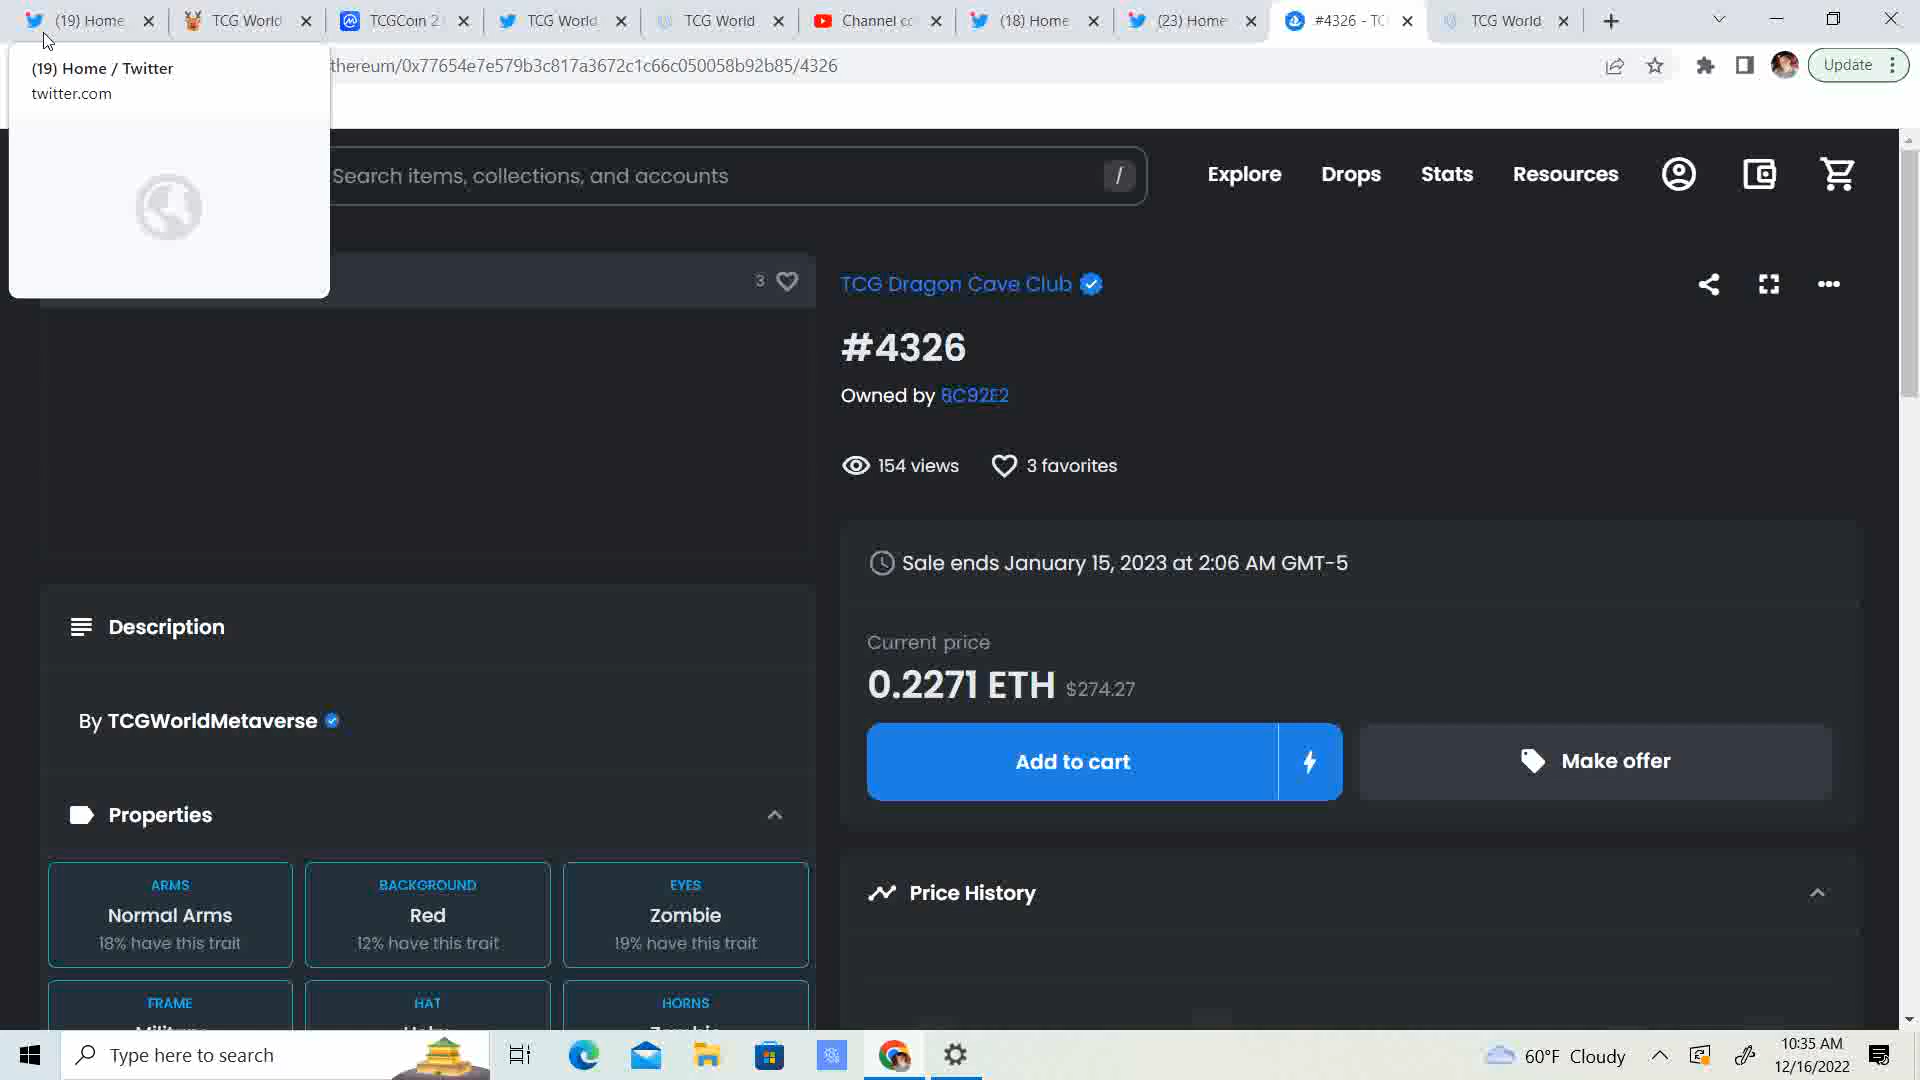 (19) Home
TCG World
TCGCoin 2
TCG World
TCG World
Channel co
(18) Home
(23) Home
#4326 - TC
TCG World
(19) Home / Twitter
twitter.com
thereum/0x77654e7e579b3c817a3672c1c66c050058b92b85/4326
Update
Search items, collections, and accounts
/
Explore
Drops
Stats
Resources
3
TCG Dragon Cave Club
#4326
Owned by 8C92E2
154 views
3 favorites
Sale ends January 15, 2023 at 2:06 AM GMT-5
Current price
0.2271 ETH $274.27
Add to cart
Make offer
Price History
Description
By TCGWorldMetaverse
Properties
ARMS
Normal Arms
18% have this trait
BACKGROUND
Red
12% have this trait
EYES
Zombie
19% have this trait
FRAME
HAT
HORNS
Type here to search
60°F Cloudy
10:35 AM
12/16/2022